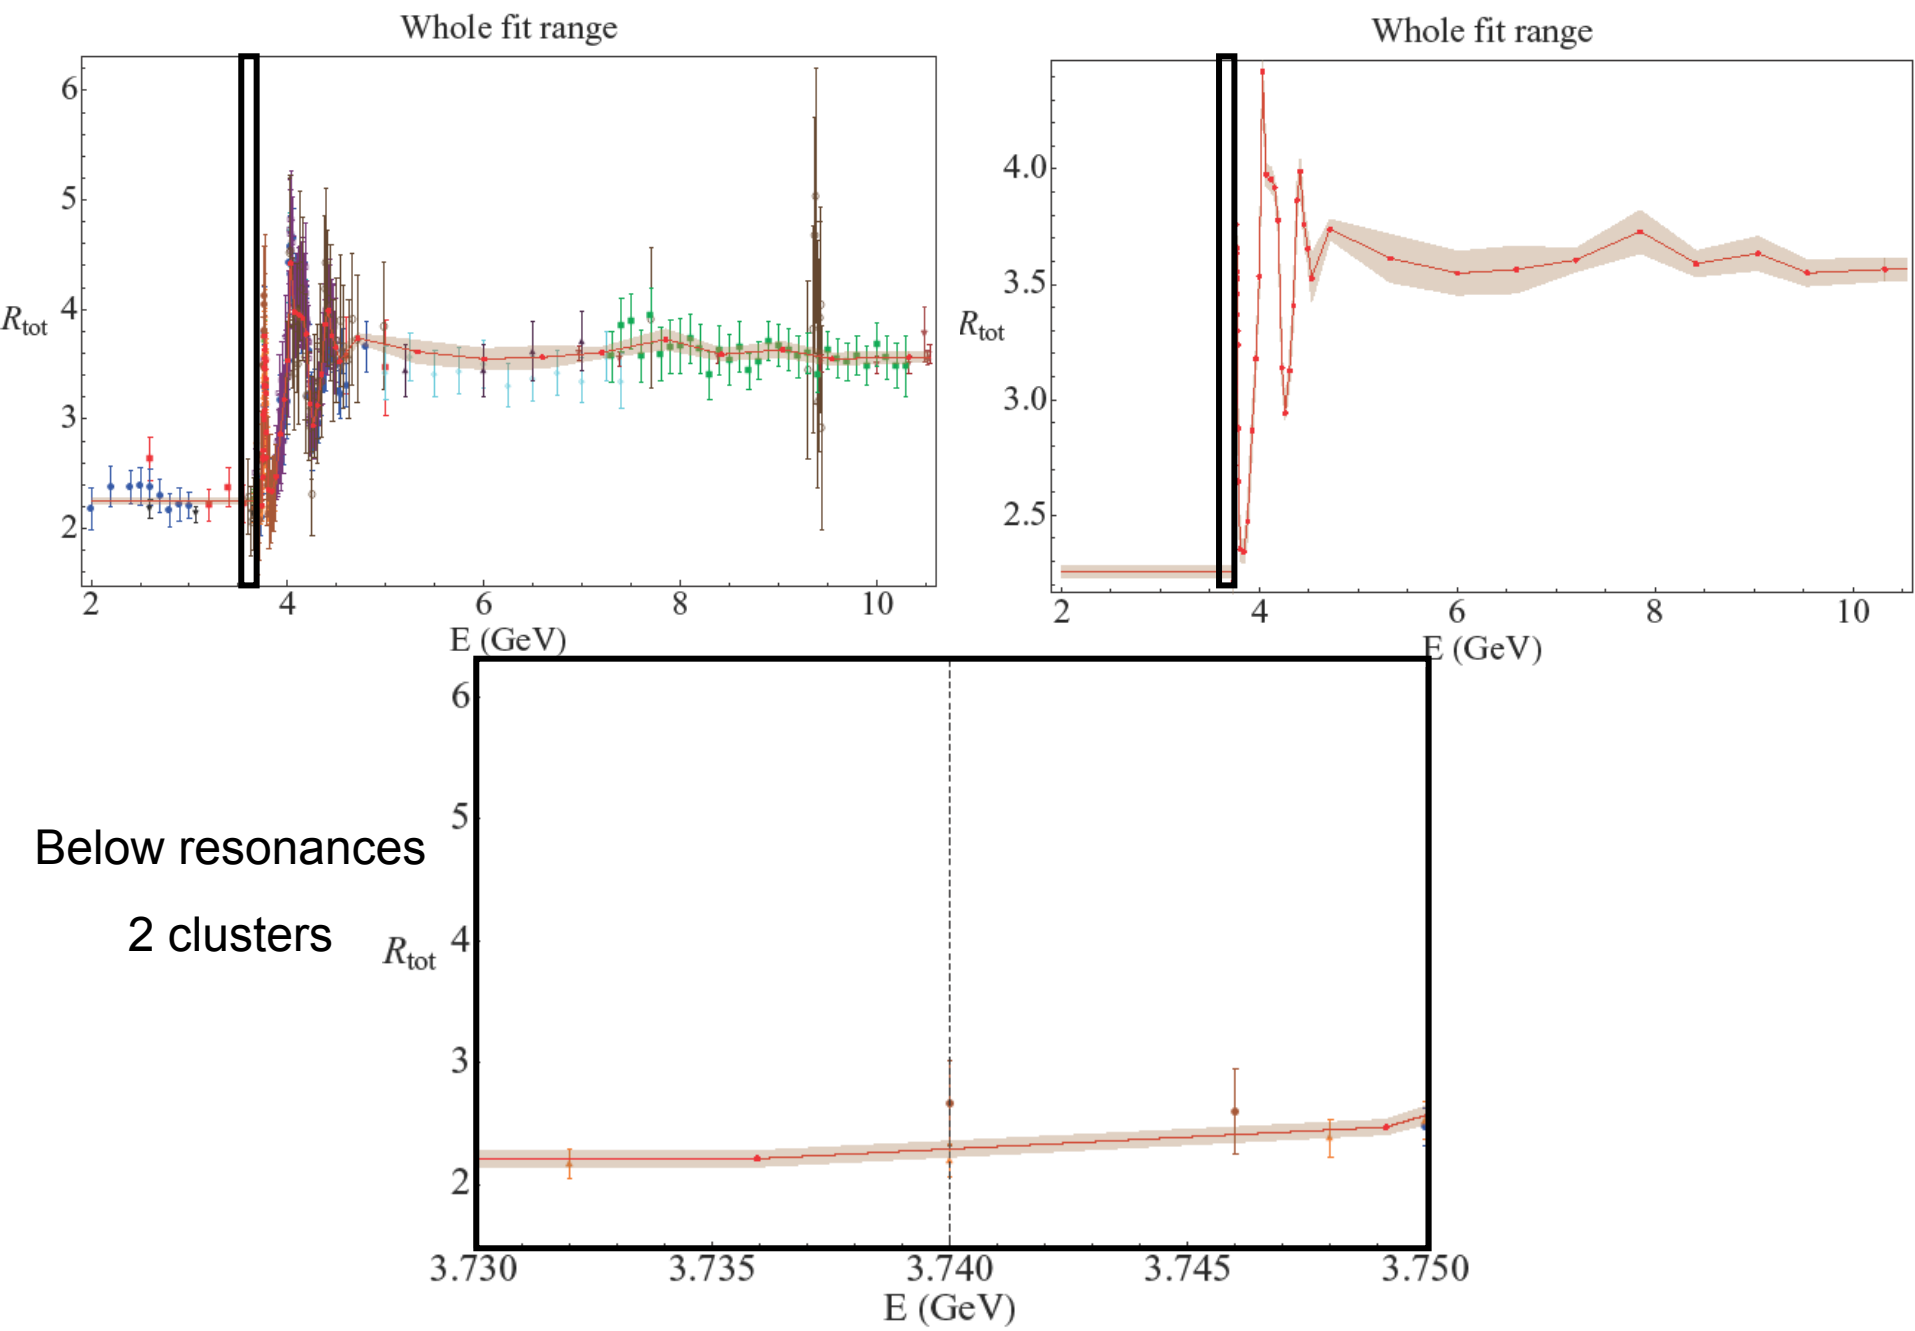 Whole fit range
6
5
4
3
2
R_tot
2 4 6 8 10
E (GeV)
Whole fit range
4.0
3.5
3.0
2.5
R_tot
2 4 6 8 10
E (GeV)
Below resonances
2 clusters
6
5
4
3
2
R_tot
3.730 3.735 3.740 3.745 3.750
E (GeV)